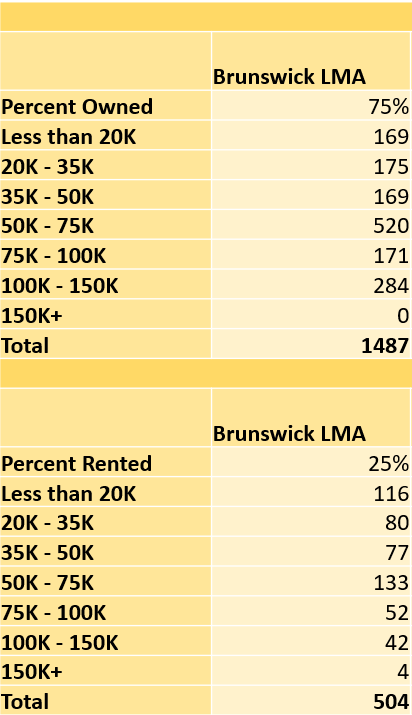 Brunswick LMA
Percent Owned 75%
Less than 20K 169
20K - 35K 175
35K - 50K 169
50K - 75K 520
75K - 100K 171
100K - 150K 284
150K+ 0
Total 1487
Brunswick LMA
Percent Rented 25%
Less than 20K 116
20K - 35K 80
35K - 50K 77
50K - 75K 133
75K - 100K 52
100K - 150K 42
150K+ 4
Total 504